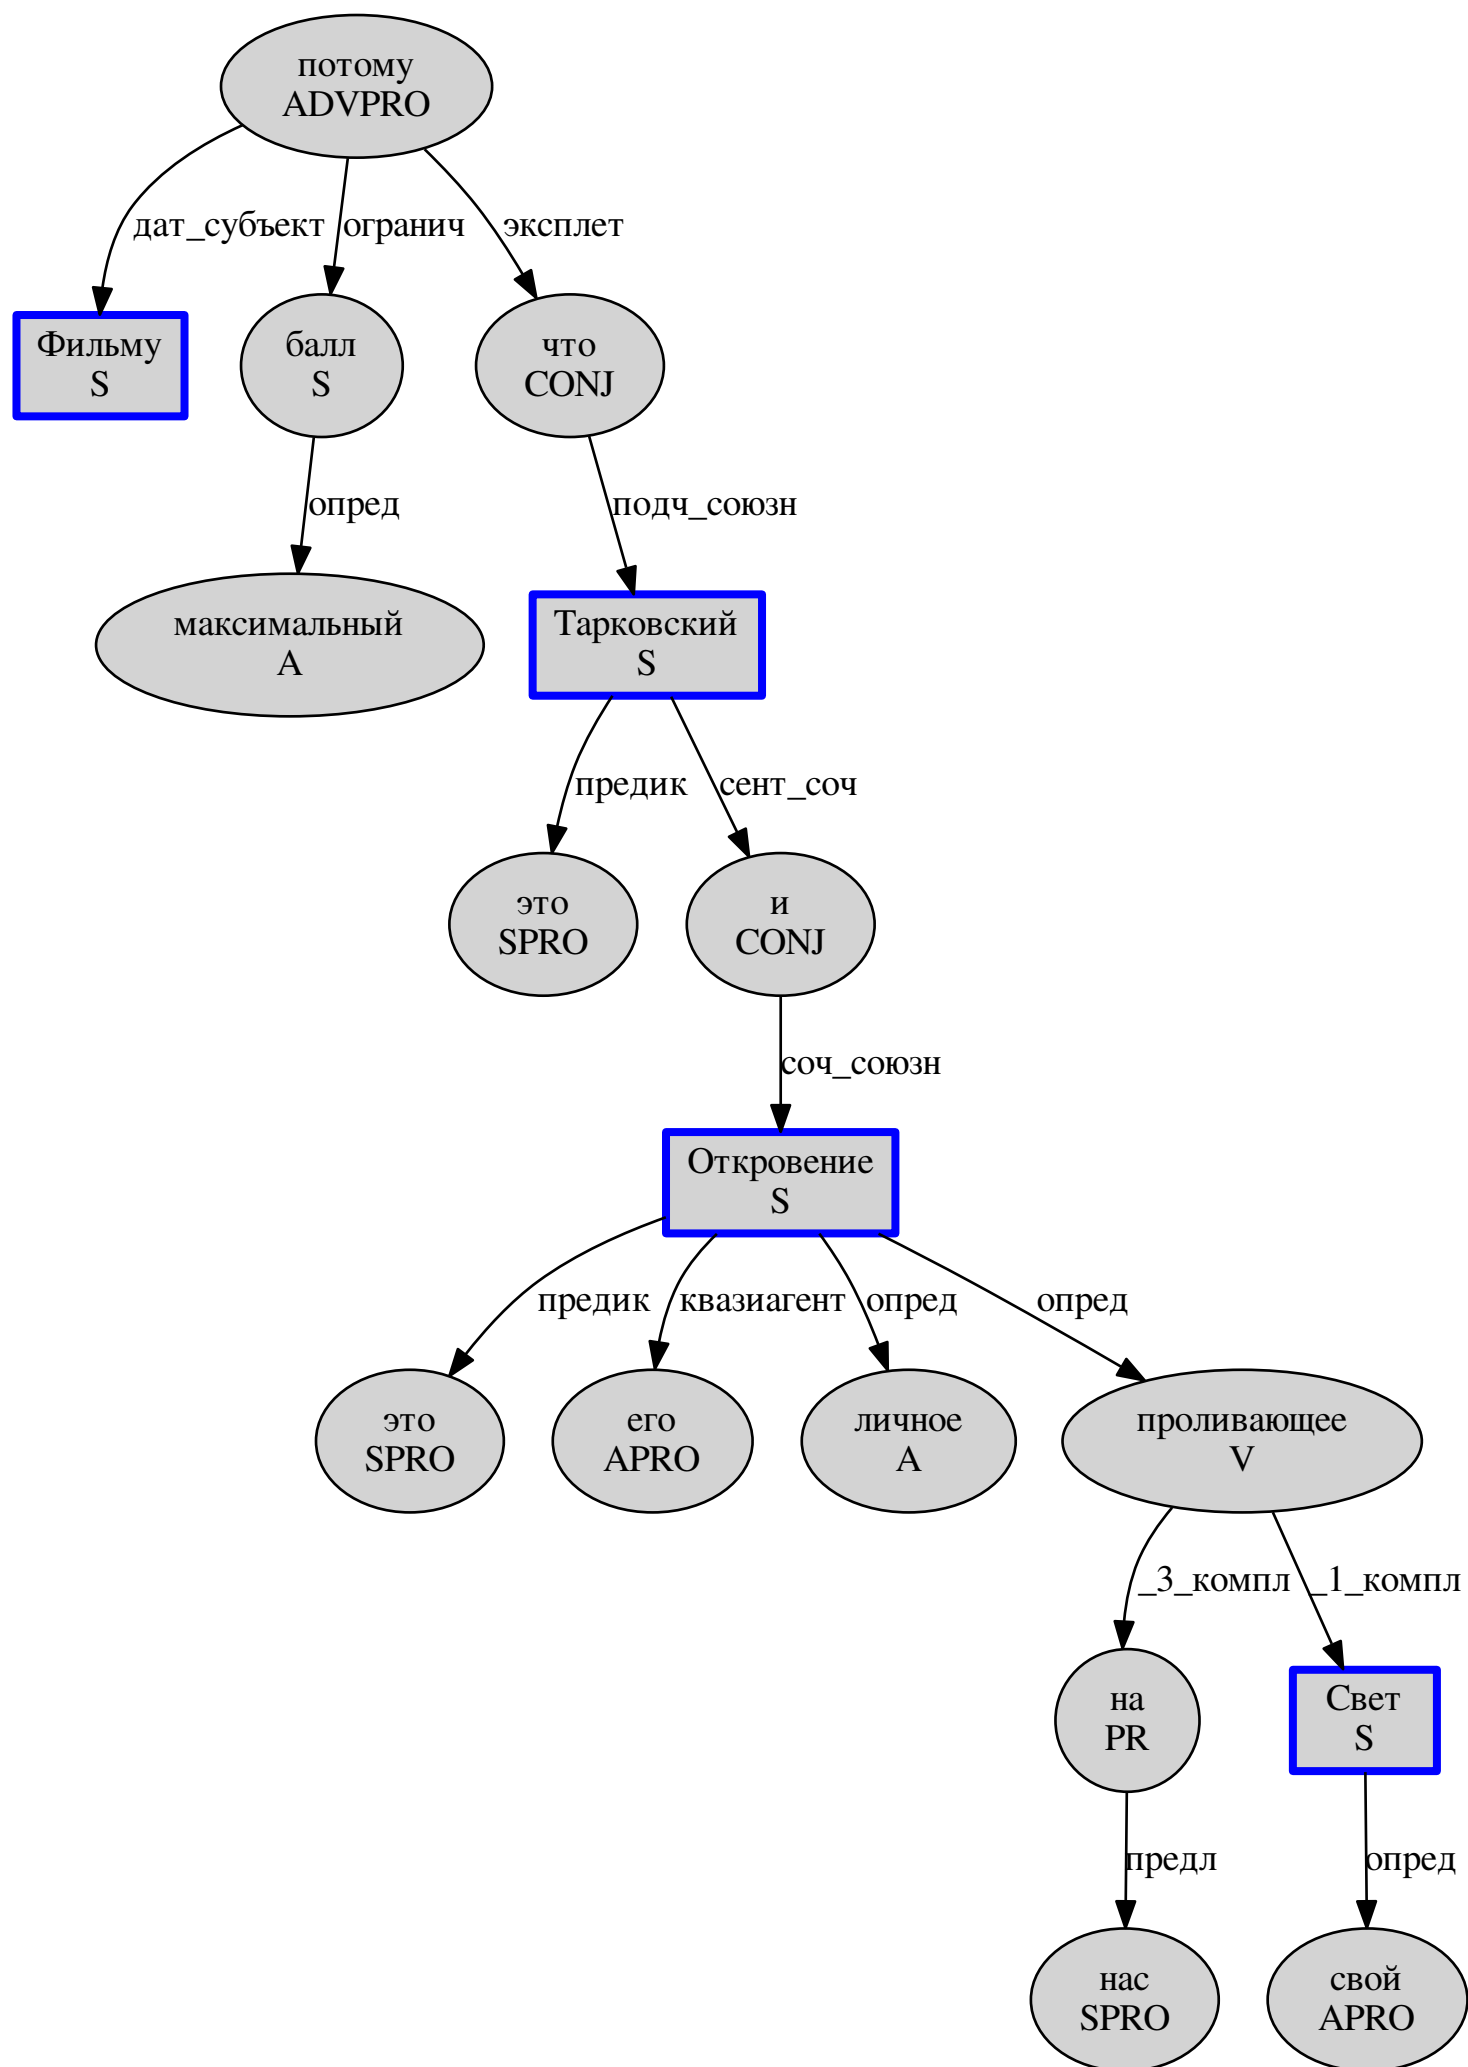 потому
ADVPRO
дат_субъект огранич эксплет
Фильму
S
балл
S
что
CONJ
опред
подч_союзн
максимальный
A
Тарковский
S
предик
сент_соч
это
SPRO
и
CONJ
соч_союзн
Откровение
S
предик квазиагент опред опред
это
SPRO
его
APRO
личное
A
проливающее
V
_3_компл _1_компл
на
PR
Свет
S
предл
опред
нас
SPRO
свой
APRO